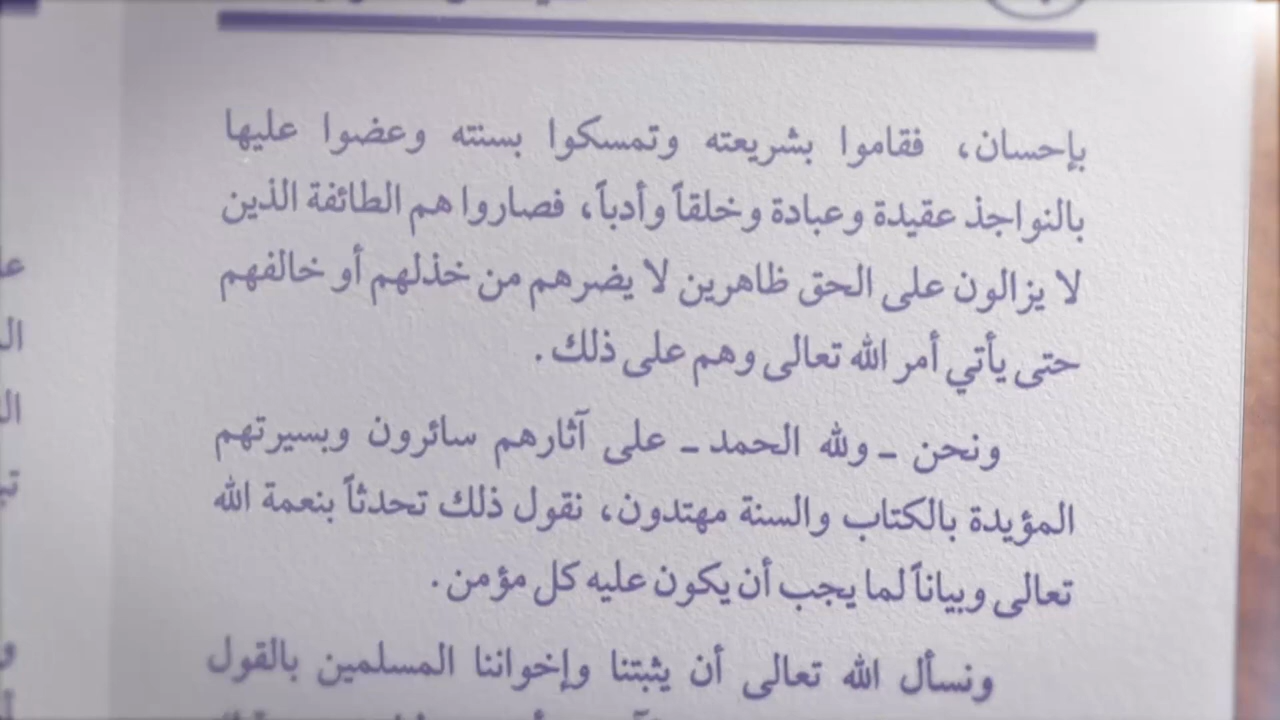 بإحسان، فقاموا بشريعته وتمسكوا بسنته وعضوا عليها
بالنواجذ عقيدة وعبادة وخلقاً وأدباً، فصاروا هم الطائفة الذين
لا يزالون على الحق ظاهرين لا يضرهم من خذلهم أو خالفهم
حتى يأتي أمر الله تعالى وهم على ذلك.
ونحن ـ ولله الحمد ـ على آثارهم سائرون وبسيرتهم
المؤيدة بالكتاب والسنة مهتدون، نقول ذلك تحدثاً بنعمة الله
تعالى وبياناً لما يجب أن يكون عليه كل مؤمن.
ونسأل الله تعالى أن يثبتنا وإخواننا المسلمين بالقول